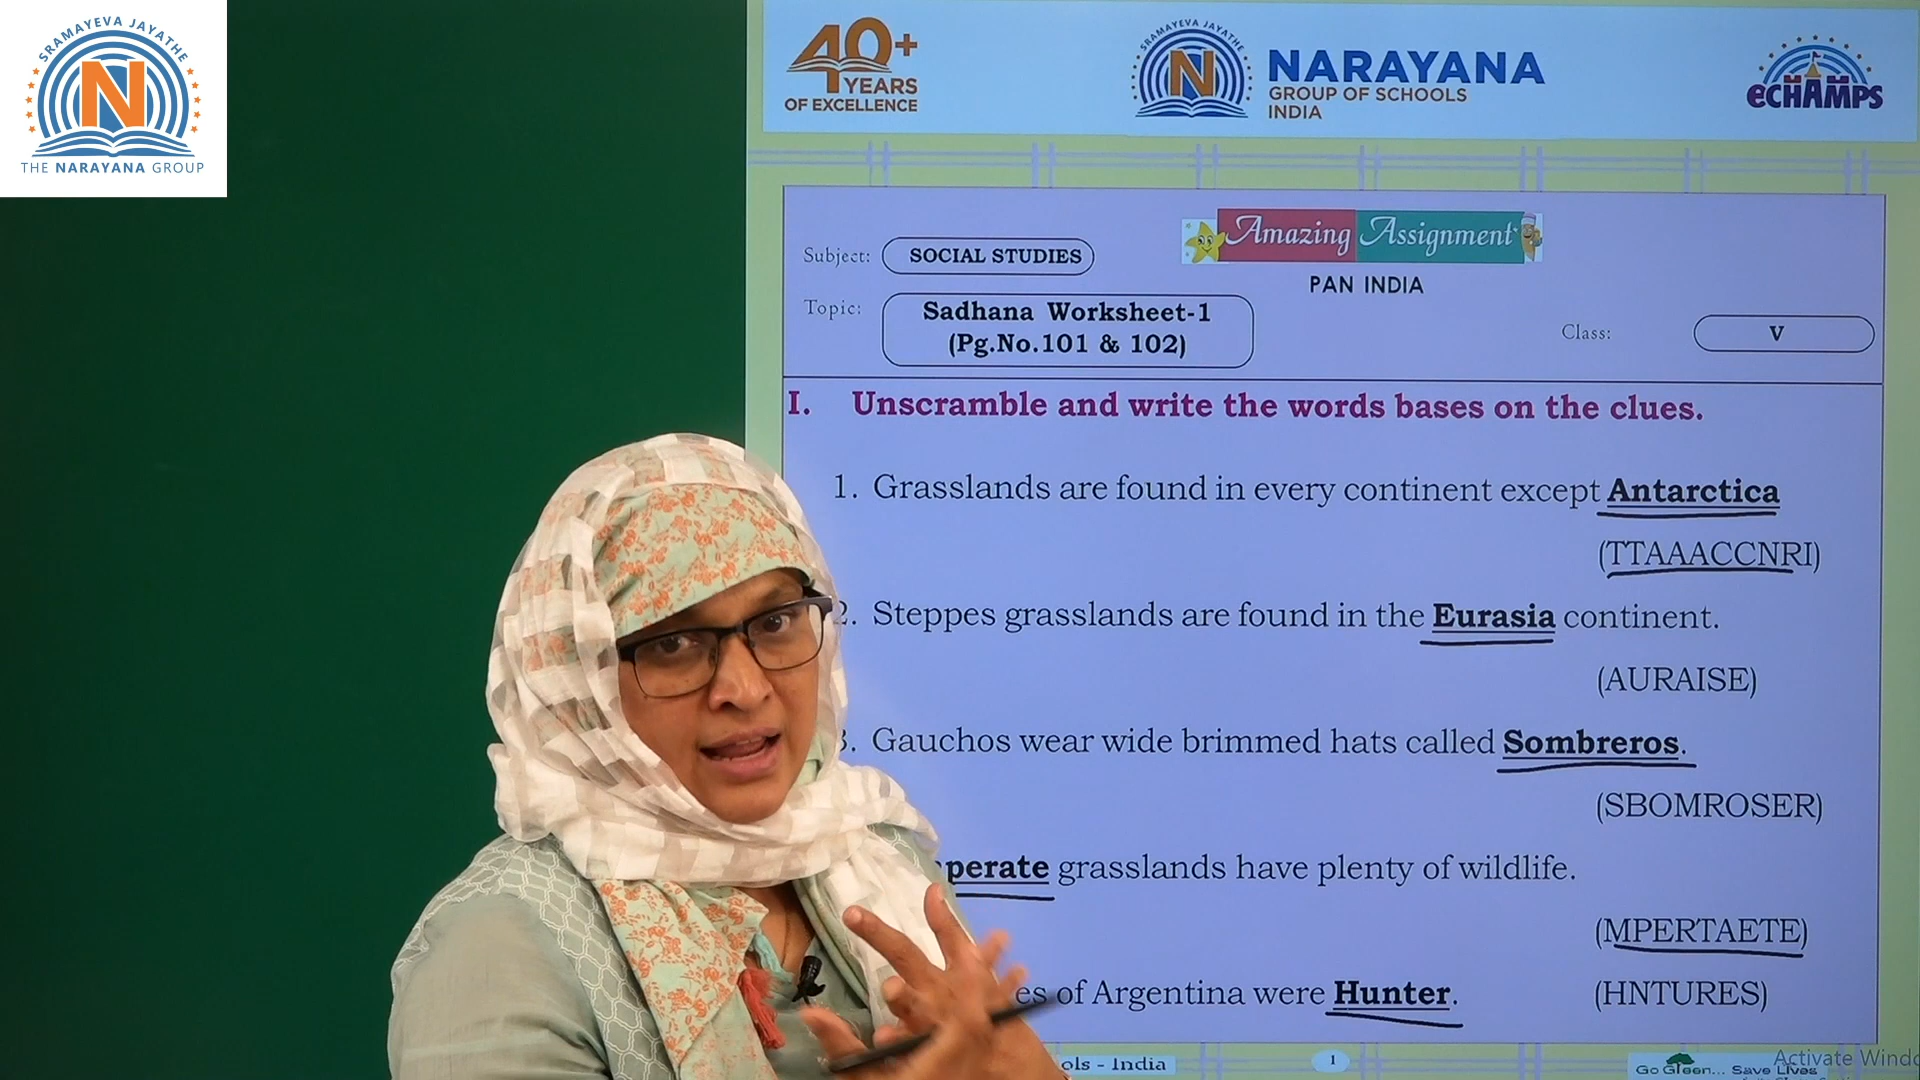 SRAMAYEVA JAYATHE
N
THE NARAYANA GROUP
40+
YEARS
OF EXCELLENCE
SRAMAYEVA JAYATHE
N
NARAYANA
GROUP OF SCHOOLS
INDIA
eCHAMPS
Amazing Assignment
PAN INDIA
Subject: SOCIAL STUDIES
Topic: Sadhana Worksheet-1
(Pg.No.101 & 102)
Class: V
I. Unscramble and write the words bases on the clues.
1. Grasslands are found in every continent except Antarctica
(TTAAACCNRI)
2. Steppes grasslands are found in the Eurasia continent.
(AURAISE)
3. Gauchos wear wide brimmed hats called Sombreros.
(SBOMROSER)
perate grasslands have plenty of wildlife.
(MPERTAETE)
es of Argentina were Hunter. (HNTURES)
ols - India
1
Go Green... Save Lives
Activate Windo